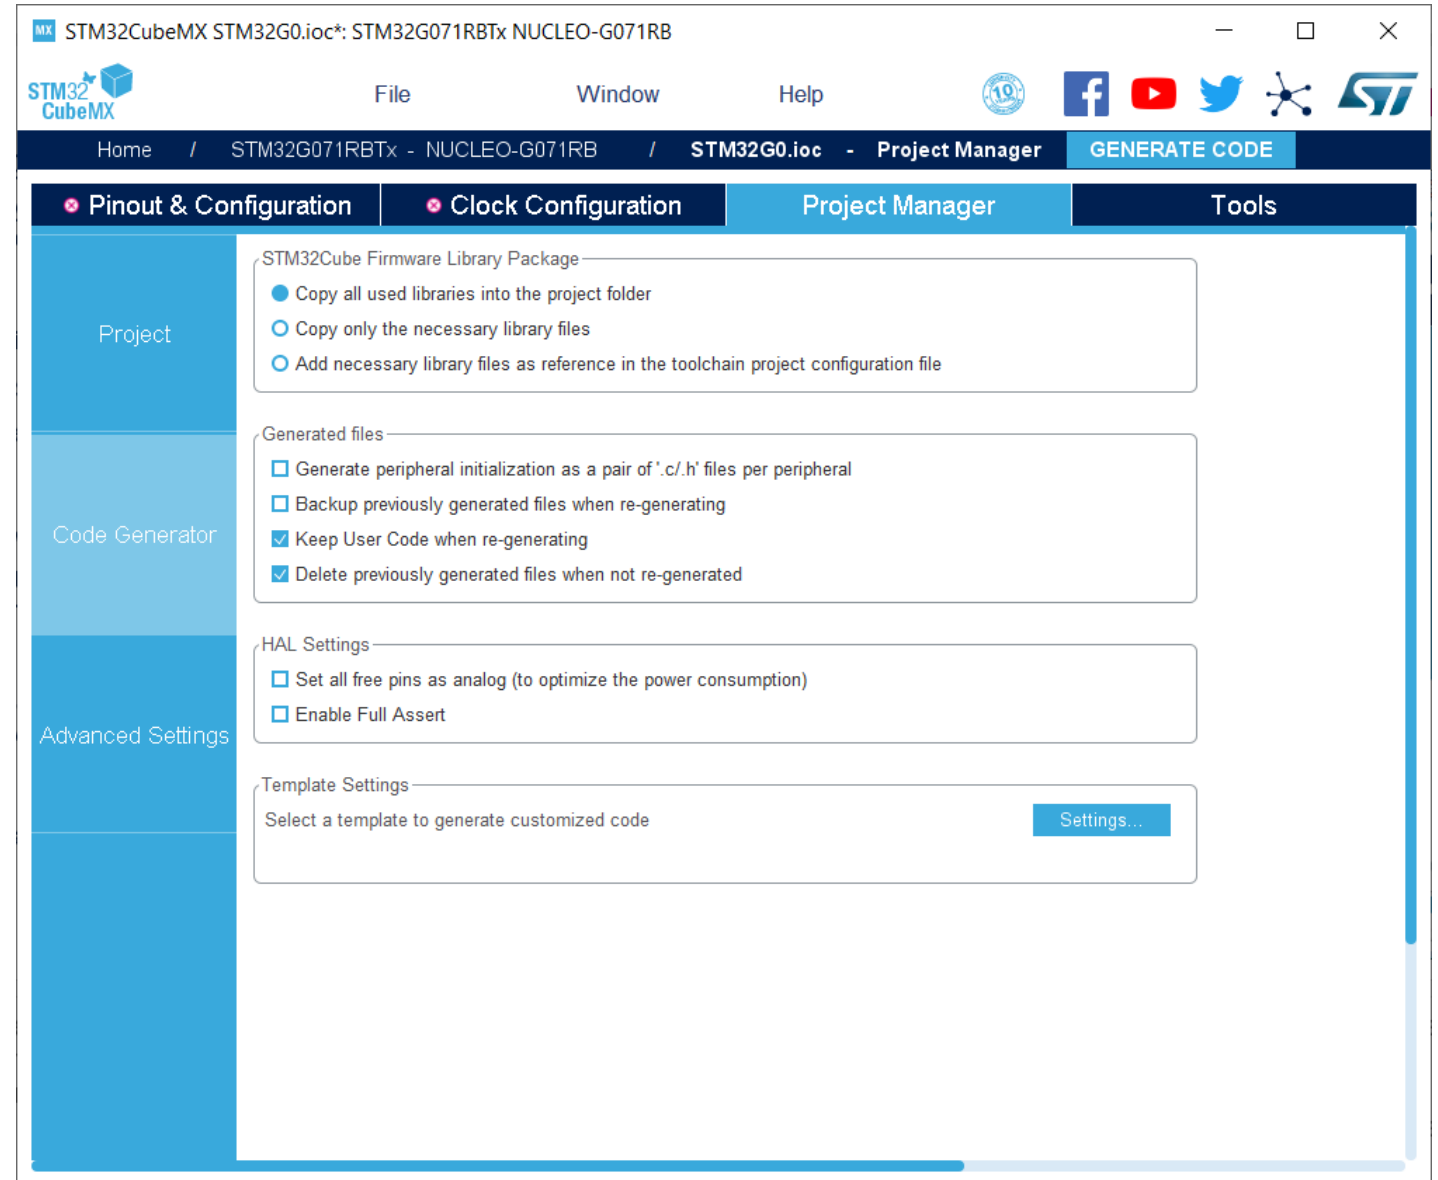 MX STM32CubeMX STM32G0.ioc*: STM32G071RBTx NUCLEO-G071RB
STM32
CubeMX
File Window Help
10
Home / STM32G071RBTx - NUCLEO-G071RB / STM32G0.ioc - Project Manager GENERATE CODE
Pinout & Configuration Clock Configuration Project Manager Tools
Project
Code Generator
Advanced Settings
STM32Cube Firmware Library Package
Copy all used libraries into the project folder
Copy only the necessary library files
Add necessary library files as reference in the toolchain project configuration file
Generated files
Generate peripheral initialization as a pair of '.c/.h' files per peripheral
Backup previously generated files when re-generating
Keep User Code when re-generating
Delete previously generated files when not re-generated
HAL Settings
Set all free pins as analog (to optimize the power consumption)
Enable Full Assert
Template Settings
Select a template to generate customized code Settings...